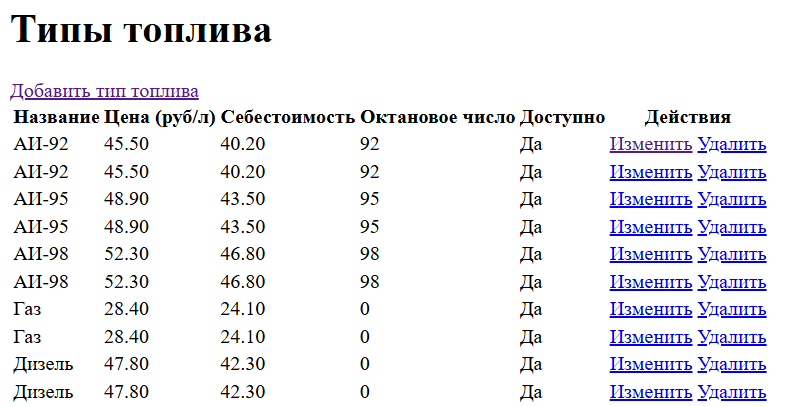 Типы топлива
Добавить тип топлива
Название Цена (руб/л) Себестоимость Октановое число Доступно Действия
АИ-92 45.50 40.20 92 Да Изменить Удалить
АИ-92 45.50 40.20 92 Да Изменить Удалить
АИ-95 48.90 43.50 95 Да Изменить Удалить
АИ-95 48.90 43.50 95 Да Изменить Удалить
АИ-98 52.30 46.80 98 Да Изменить Удалить
АИ-98 52.30 46.80 98 Да Изменить Удалить
Газ 28.40 24.10 0 Да Изменить Удалить
Газ 28.40 24.10 0 Да Изменить Удалить
Дизель 47.80 42.30 0 Да Изменить Удалить
Дизель 47.80 42.30 0 Да Изменить Удалить